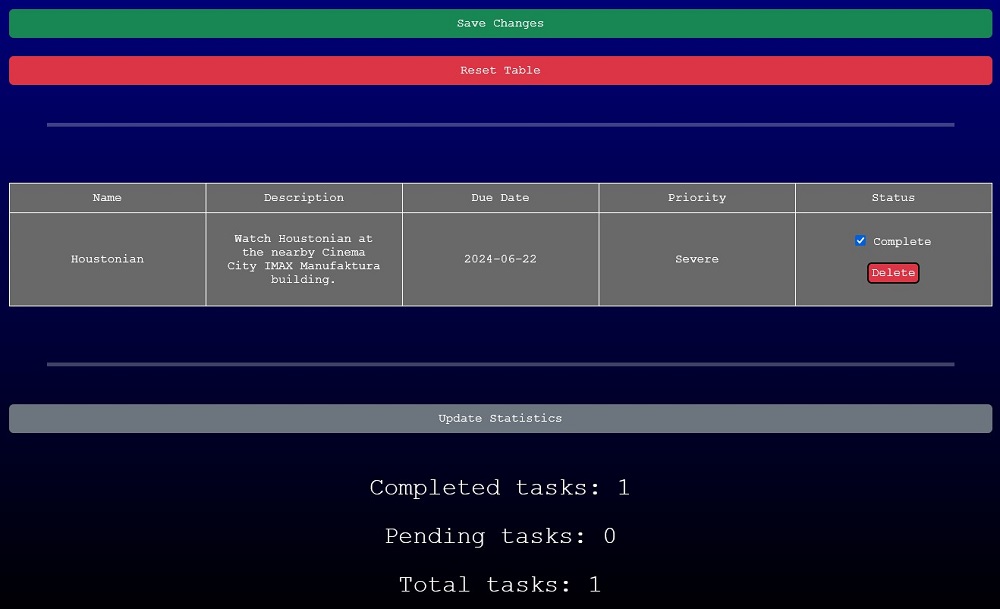 Save Changes
Reset Table
Name Description Due Date Priority Status
Houstonian
Watch Houstonian at
the nearby Cinema
City IMAX Manufaktura
building.
2024-06-22
Severe
Complete
Delete
Update Statistics
Completed tasks: 1
Pending tasks: 0
Total tasks: 1